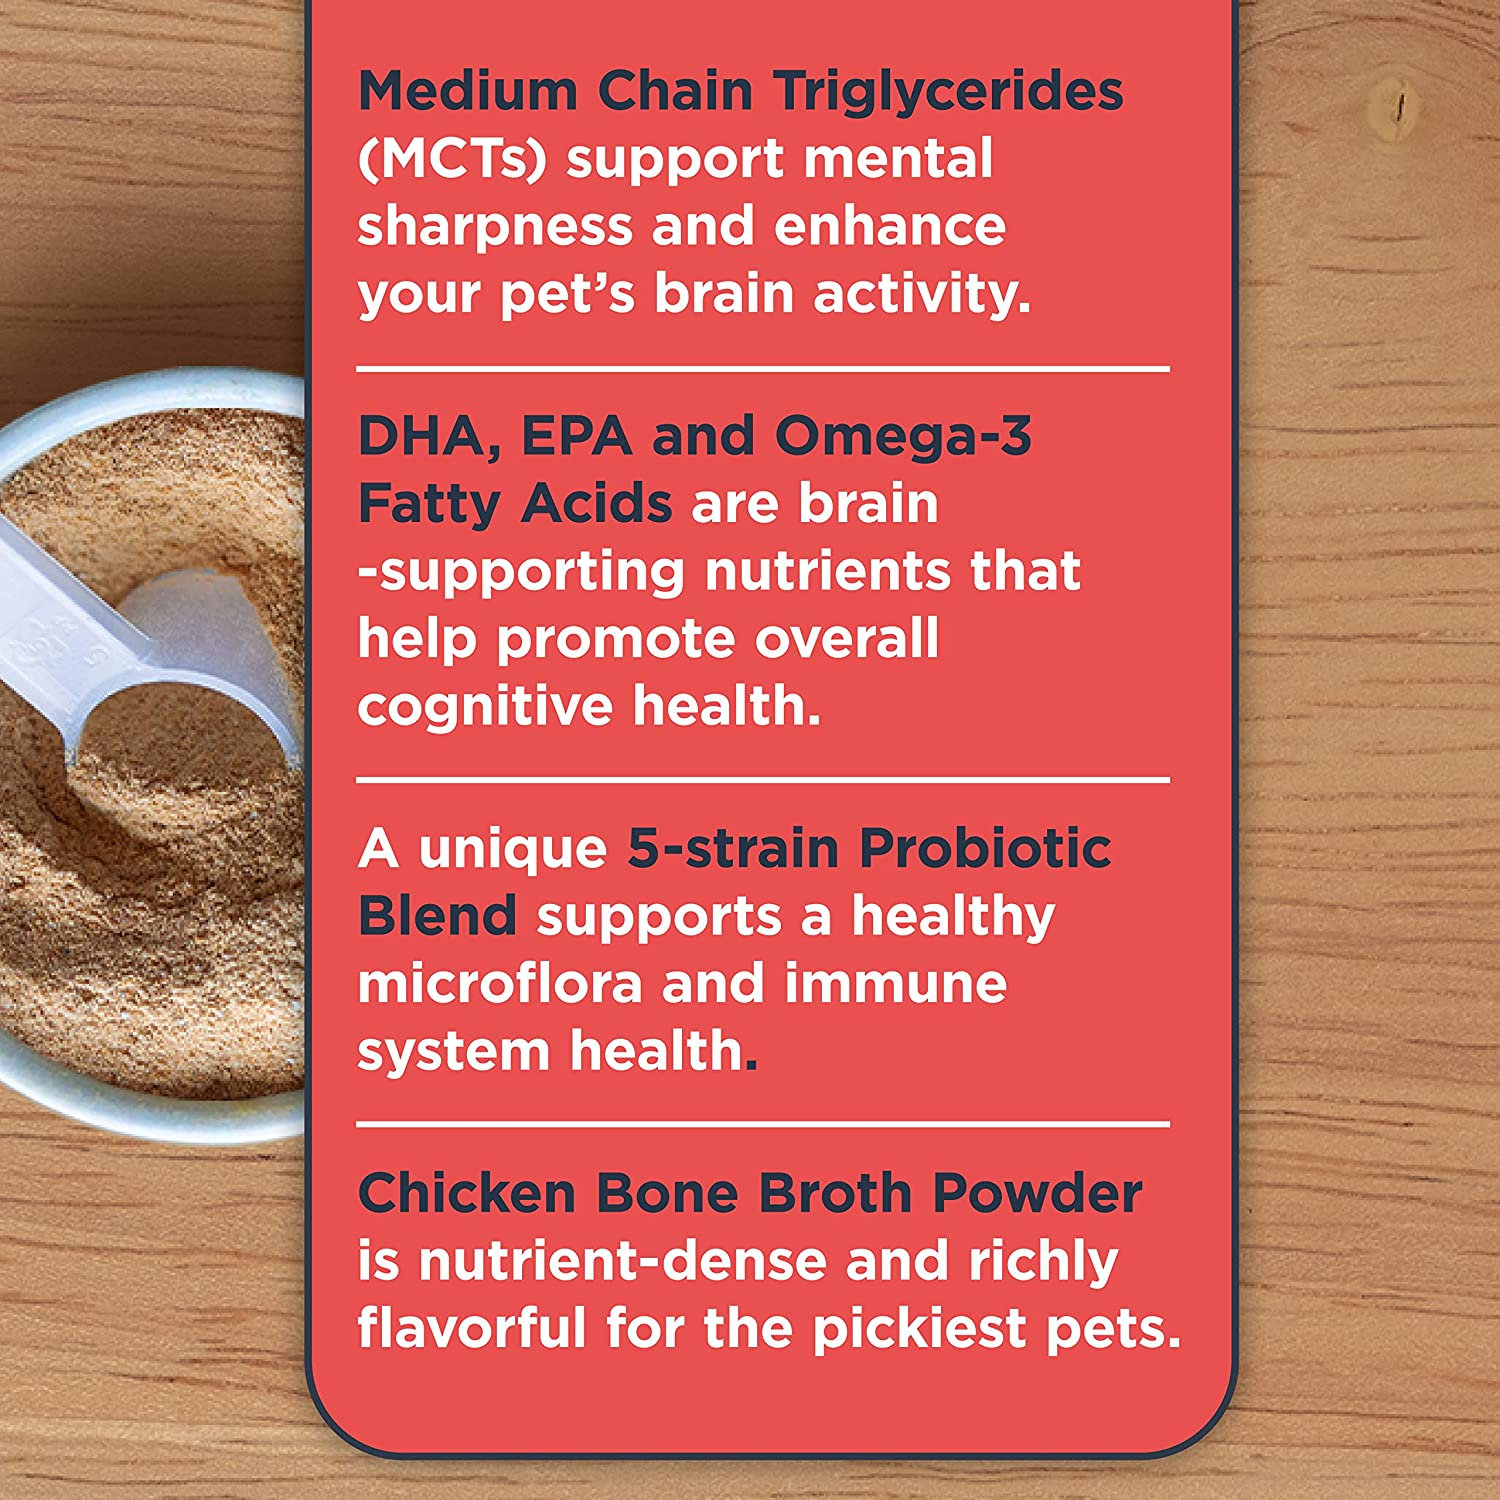 Medium Chain Triglycerides
(MCTs) support mental
sharpness and enhance
your pet’s brain activity.
DHA, EPA and Omega-3
Fatty Acids are brain
-supporting nutrients that
help promote overall
cognitive health.
A unique 5-strain Probiotic
Blend supports a healthy
microflora and immune
system health.
Chicken Bone Broth Powder
is nutrient-dense and richly
flavorful for the pickiest pets.